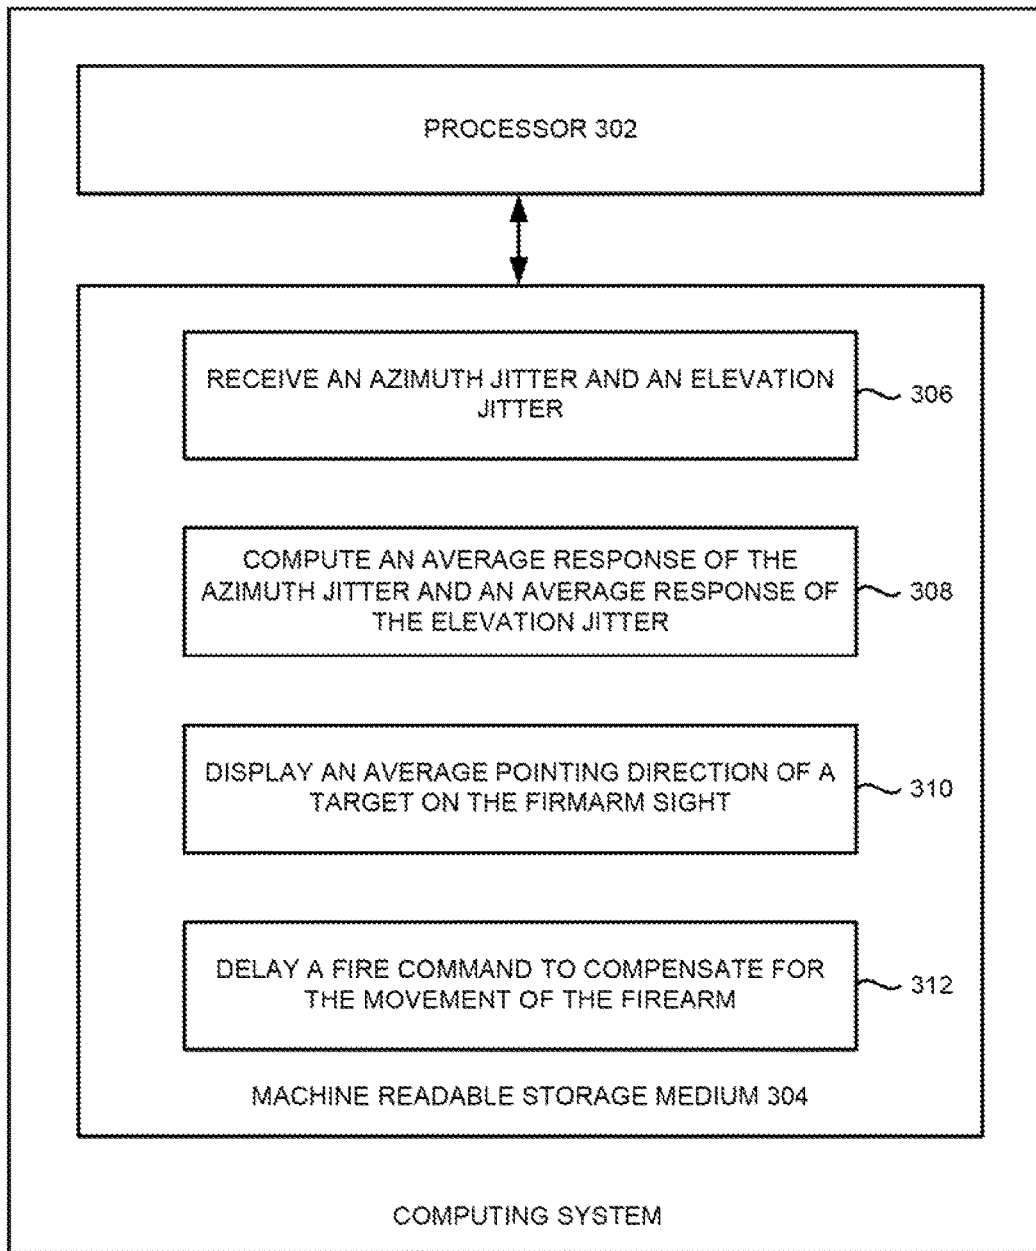 PROCESSOR 302
RECEIVE AN AZIMUTH JITTER AND AN ELEVATION
JITTER
306
COMPUTE AN AVERAGE RESPONSE OF THE
AZIMUTH JITTER AND AN AVERAGE RESPONSE OF
THE ELEVATION JITTER
308
DISPLAY AN AVERAGE POINTING DIRECTION OF A
TARGET ON THE FIRMARM SIGHT
310
DELAY A FIRE COMMAND TO COMPENSATE FOR
THE MOVEMENT OF THE FIREARM
312
MACHINE READABLE STORAGE MEDIUM 304
COMPUTING SYSTEM